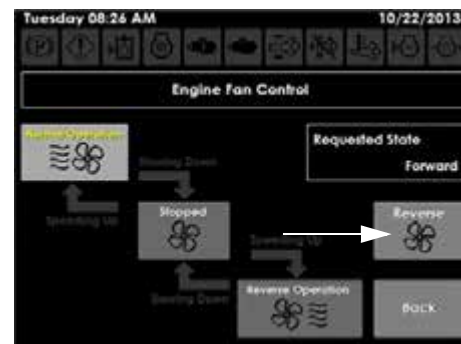 Tuesday 08:26 AM 10/22/2013
Engine Fan Control
Normal Operation
Requested State
Forward
Slowing Down
Speeding Up
Stopped
Reverse
Speeding Up
Slowing Down
Reverse Operation
Back